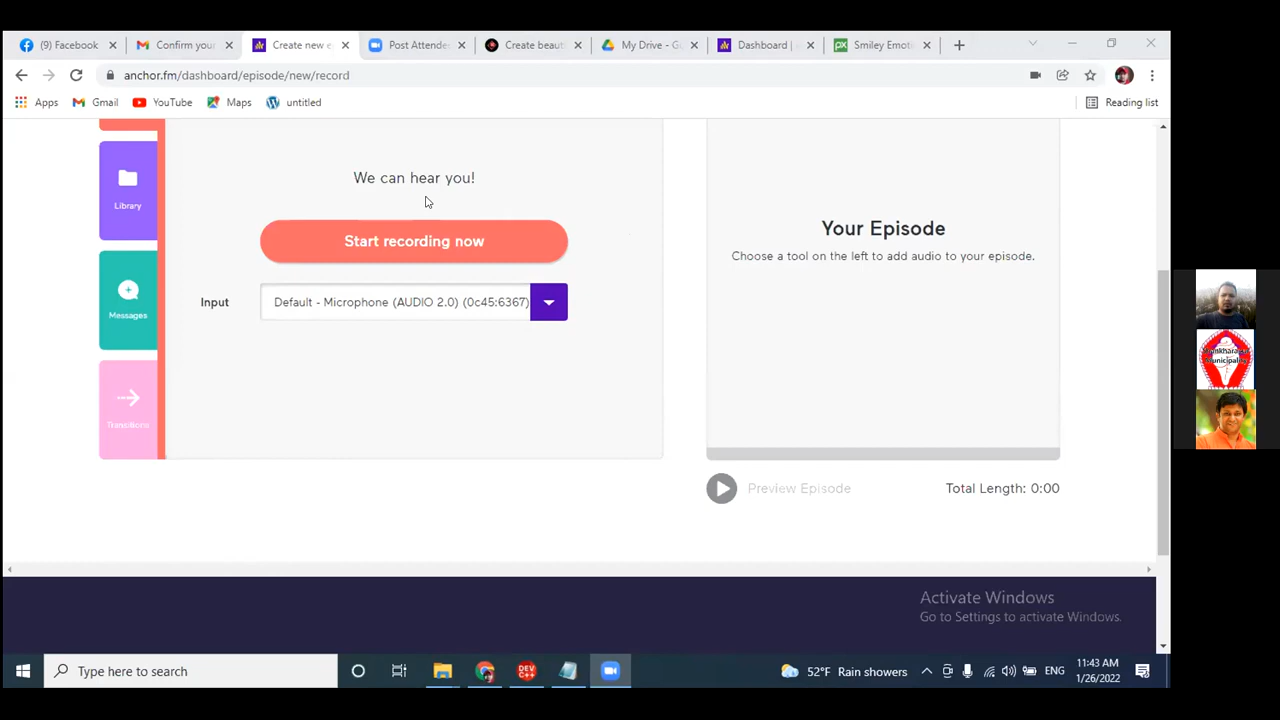 (9) Facebook
Confirm your
Create new e
Post Attende
Create beau
My Drive - G
Dashboard |
Smiley Emoti
anchor.fm/dashboard/episode/new/record
Apps
Gmail
YouTube
Maps
untitled
Reading list
We can hear you!
Start recording now
Input
Default - Microphone (AUDIO 2.0) (0c45:6367)
Library
Messages
Transitions
Your Episode
Choose a tool on the left to add audio to your episode.
Preview Episode
Total Length: 0:00
Activate Windows
Go to Settings to activate Windows.
Type here to search
DEV
C++
52°F Rain showers
ENG
11:43 AM
1/26/2022